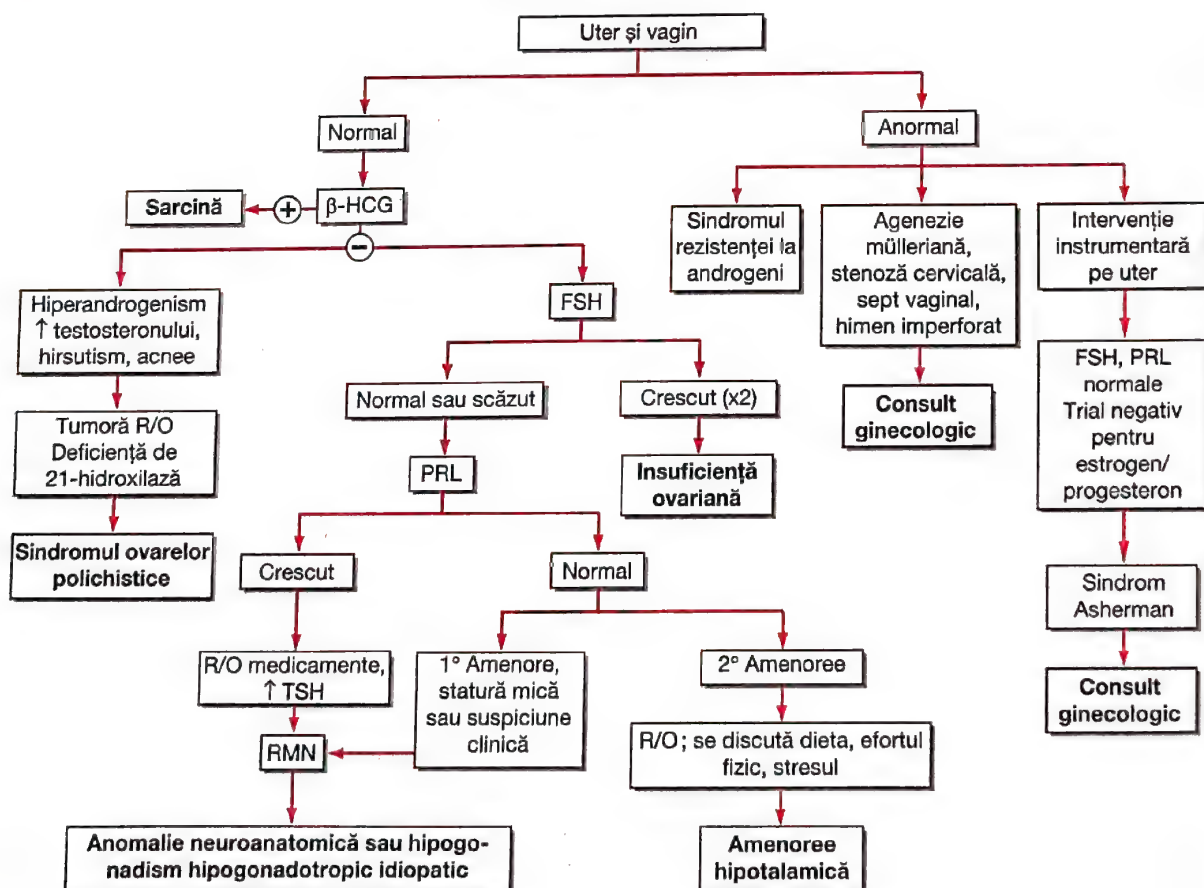 Uter și vagin
Normal
Anormal
Sarcină
+
β-HCG
−
Sindromul
rezistenței la
androgeni
Agenezie
mülleriană,
stenoză cervicală,
sept vaginal,
himen imperforat
Intervenție
instrumentară
pe uter
Hiperandrogenism
↑ testosteronului,
hirsutism, acnee
FSH
Normal sau scăzut
Crescut (x2)
Consult
ginecologic
FSH, PRL
normale
Trial negativ
pentru
estrogen/
progesteron
Tumoră R/O
Deficiență de
21-hidroxilază
PRL
Insuficiență
ovariană
Sindromul ovarelor
polichistice
Crescut
Normal
Sindrom
Asherman
R/O medicamente,
↑ TSH
1° Amenore,
statură mică
sau suspiciune
clinică
2° Amenoree
Consult
ginecologic
RMN
R/O; se discută dieta, efortul
fizic, stresul
Anomalie neuroanatomică sau hipogo-
nadism hipogonadotropic idiopatic
Amenoree
hipotalamică